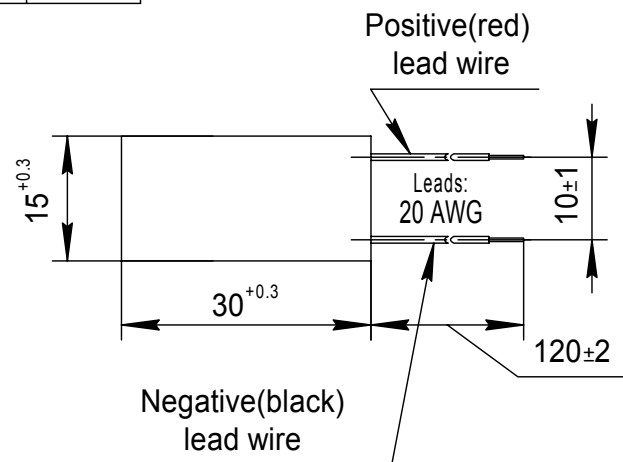 Positive(red)
lead wire
15+0.3
Leads:
20 AWG
10±1
30+0.3
120±2
Negative(black)
lead wire